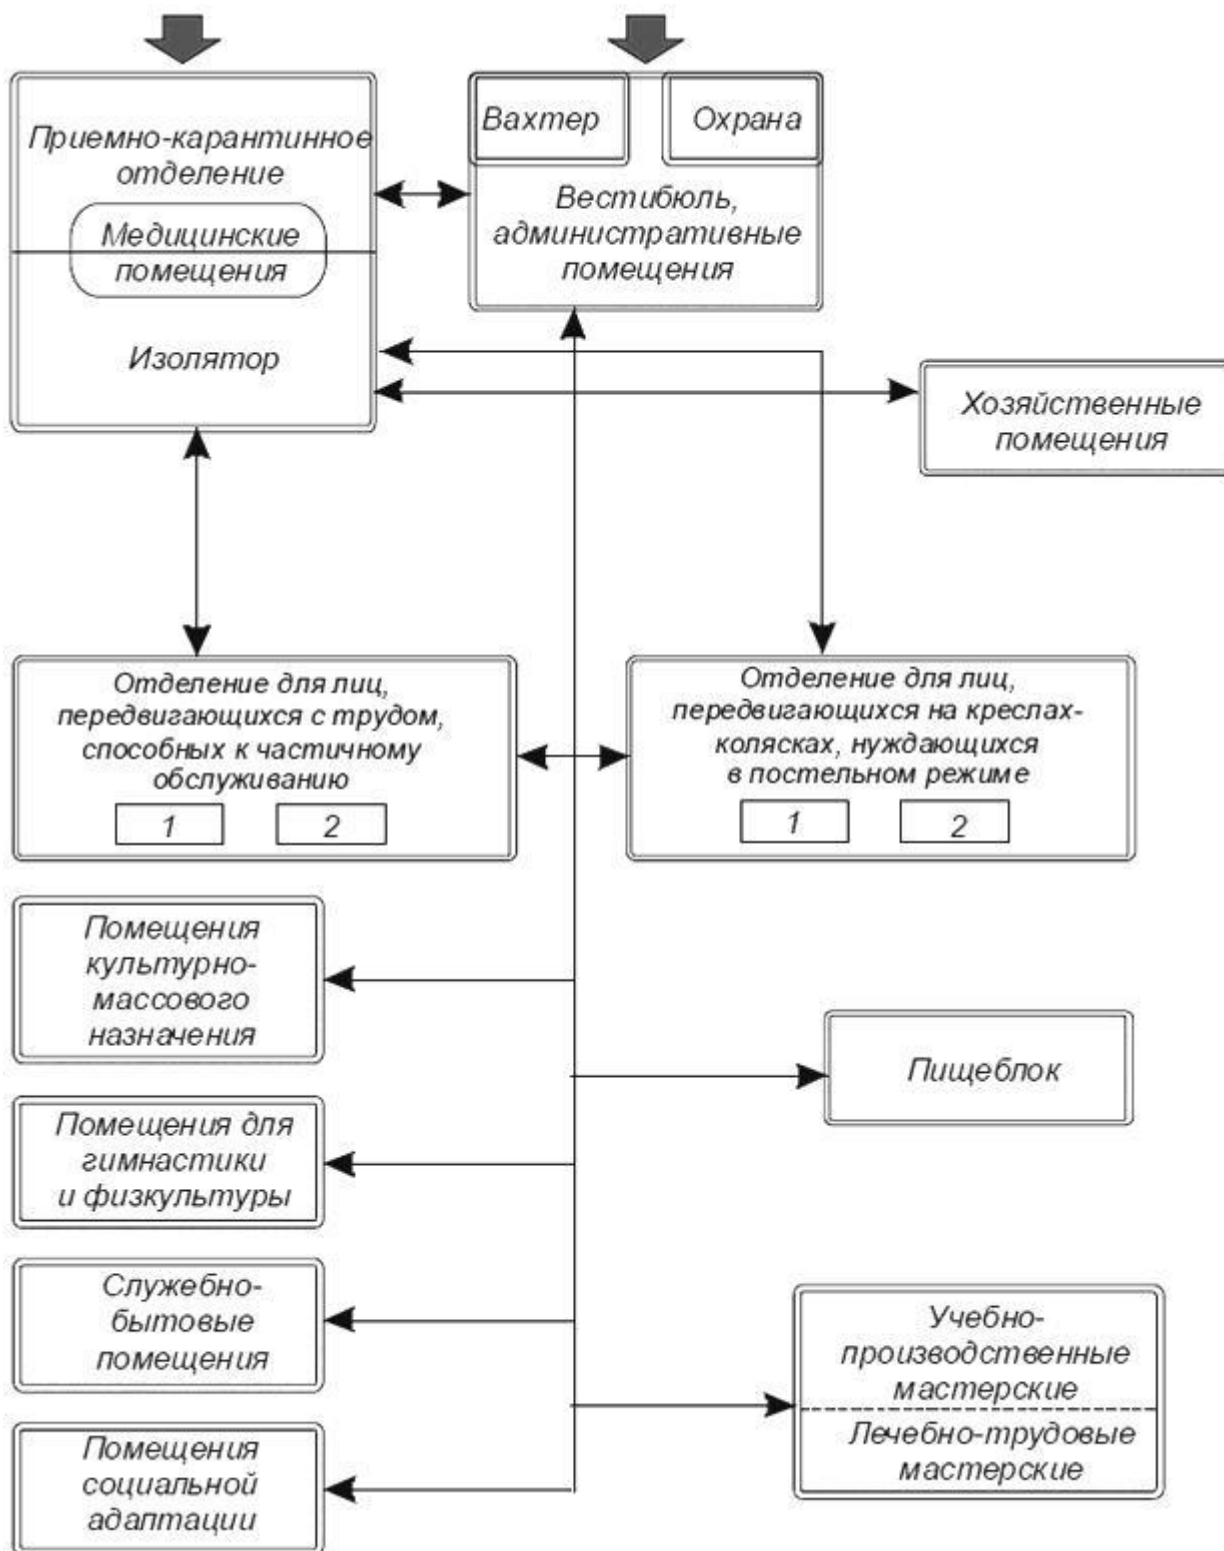 Приемно-карантинное
отделение
Медицинские
помещения
Изолятор
Вахтер
Охрана
Вестибюль,
административные
помещения
Хозяйственные
помещения
Отделение для лиц,
передвигающихся с трудом,
способных к частичному
обслуживанию
1
2
Отделение для лиц,
передвигающихся на креслах-
колясках, нуждающихся
в постельном режиме
1
2
Помещения
культурно-
массового
назначения
Пищеблок
Помещения для
гимнастики
и физкультуры
Служебно-
бытовые
помещения
Учебно-
производственные
мастерские
Лечебно-трудовые
мастерские
Помещения
социальной
адаптации